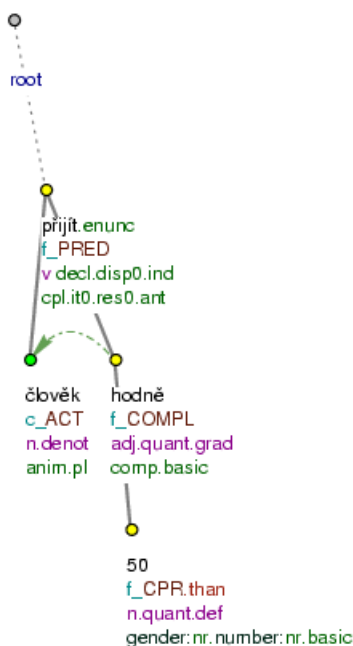 root
přijít.enunc
f_PRED
v decl.disp0.ind
cpl.it0.res0.ant
člověk hodně
c_ACT f_COMPL
n.denot adj.quant.grad
anim.pl comp.basic
50
f_CPR.than
n.quant.def
gender:nr.number:nr.basic